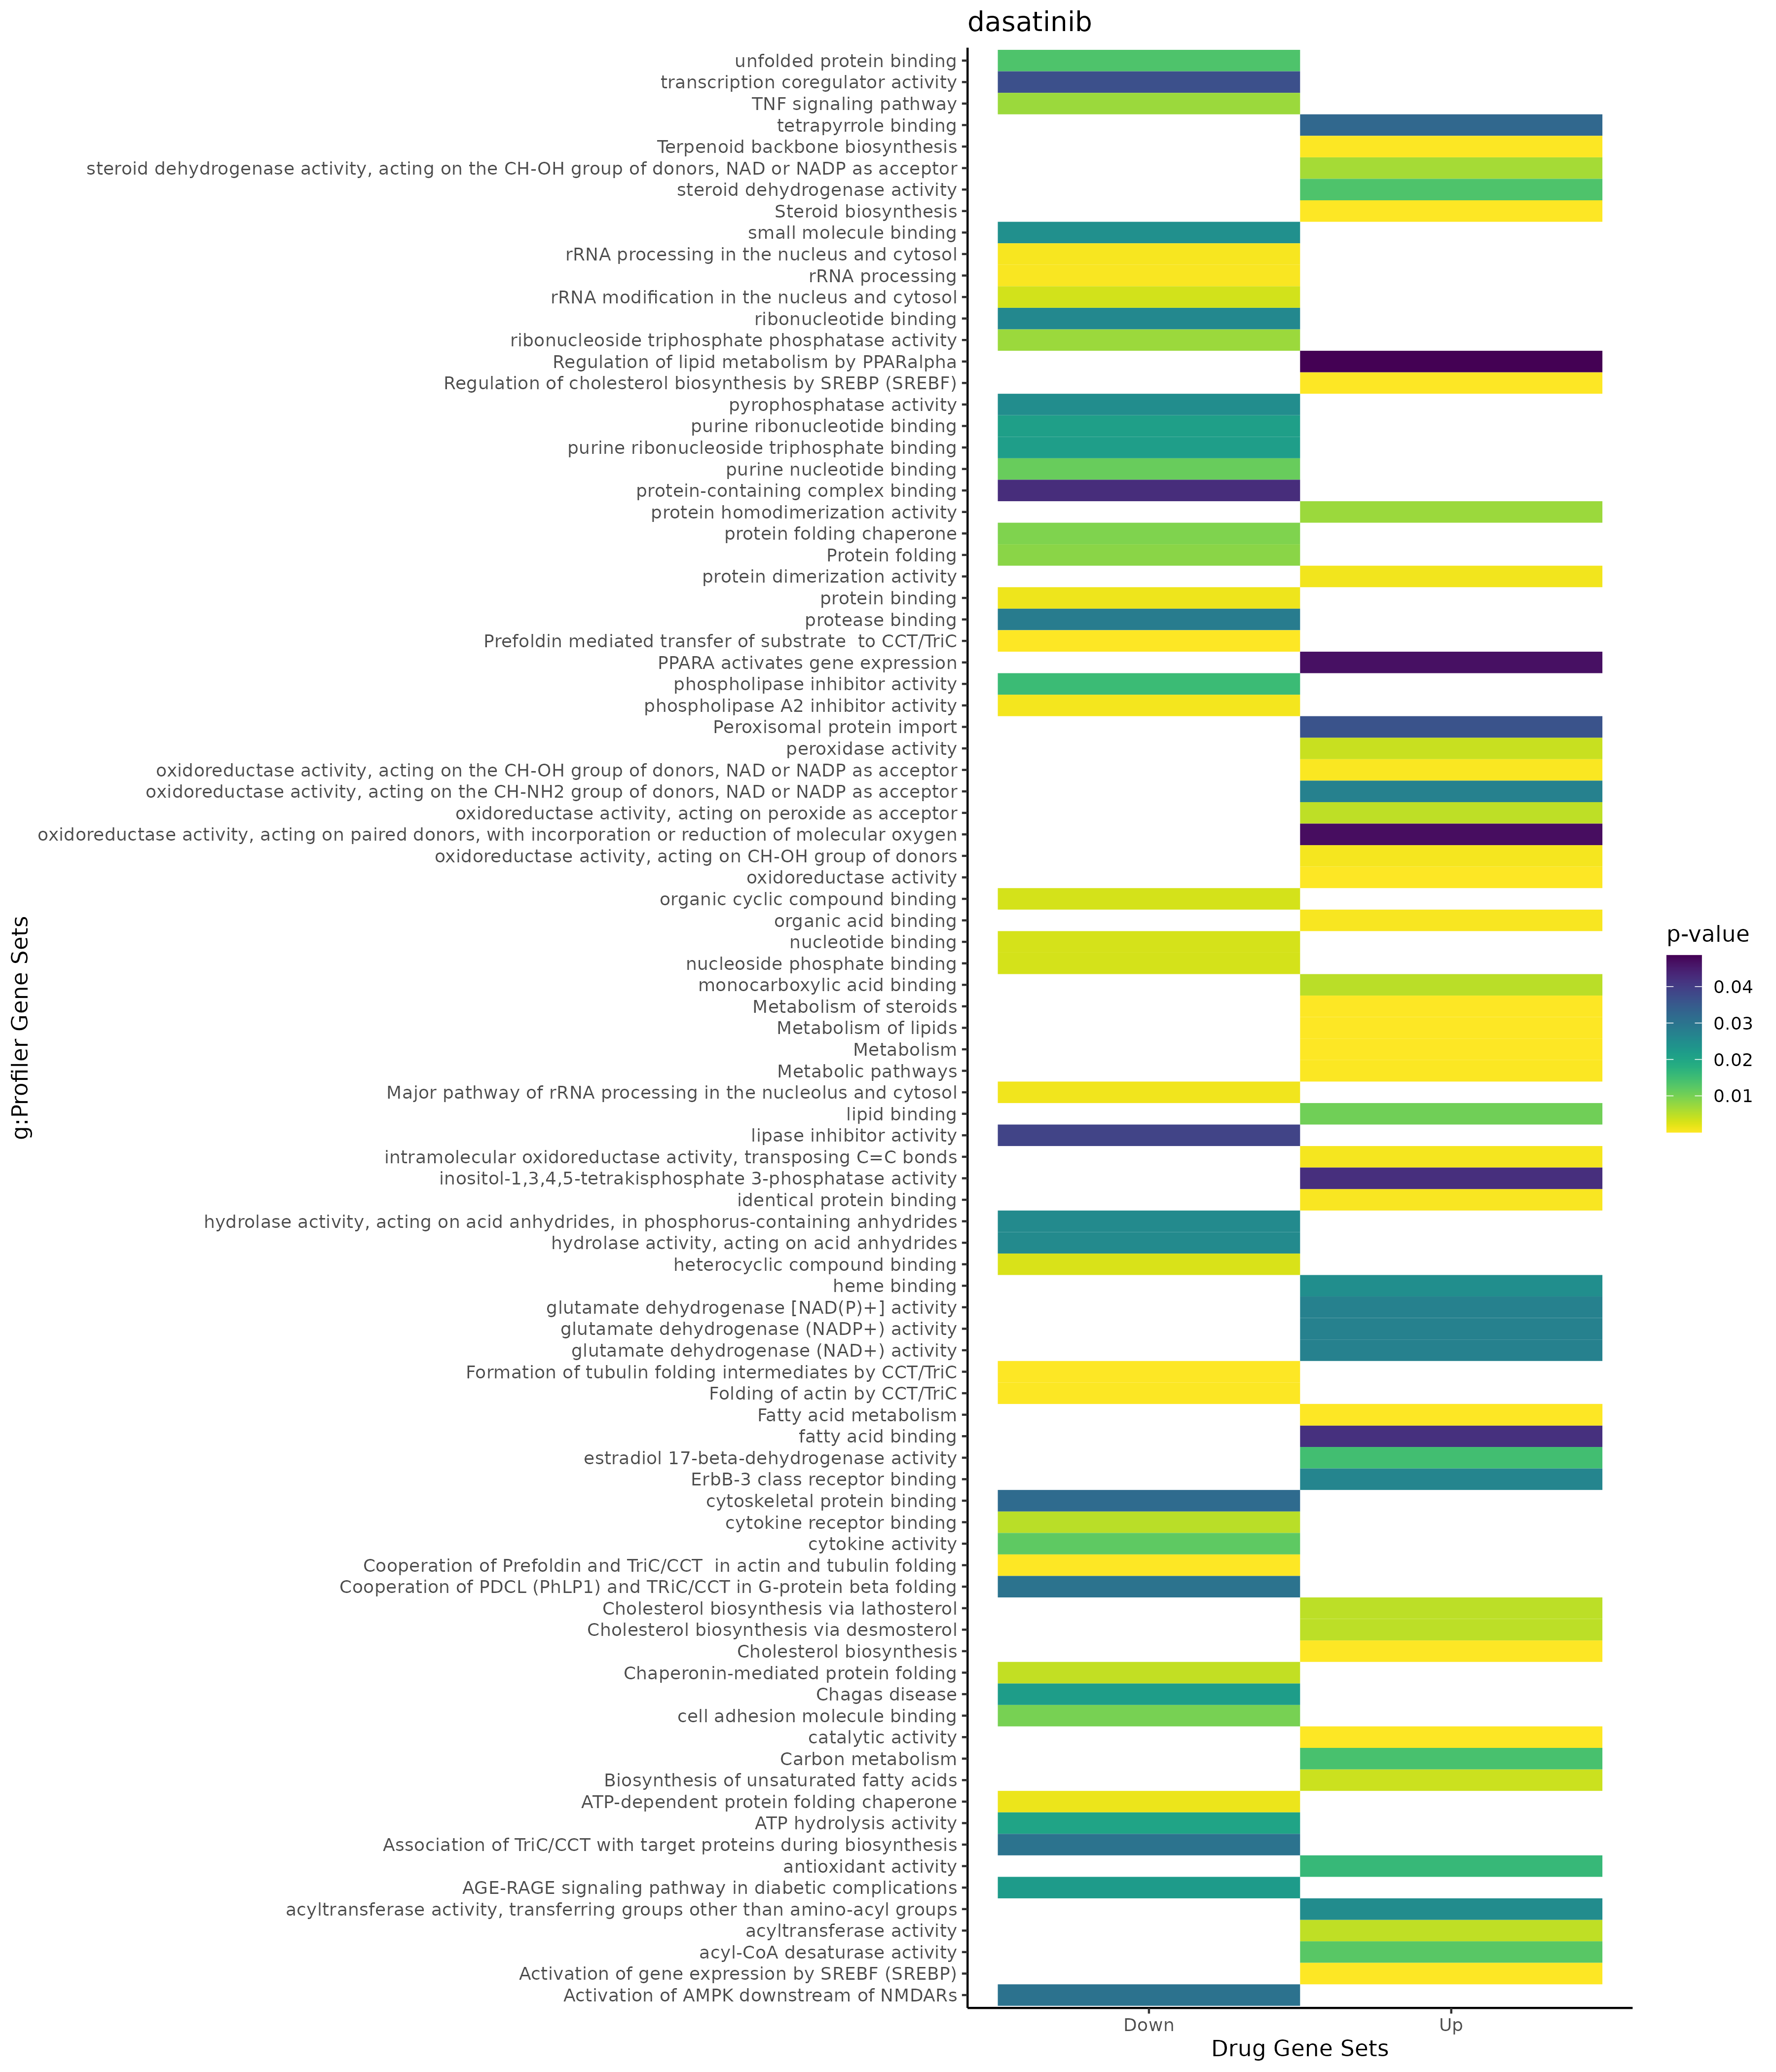 dasatinib
unfolded protein binding
transcription coregulator activity
TNF signaling pathway
tetrapyrrole binding
Terpenoid backbone biosynthesis
steroid dehydrogenase activity, acting on the CH-OH group of donors, NAD or NADP as acceptor
steroid dehydrogenase activity
Steroid biosynthesis
small molecule binding
rRNA processing in the nucleus and cytosol
rRNA processing
rRNA modification in the nucleus and cytosol
ribonucleotide binding
ribonucleoside triphosphate phosphatase activity
Regulation of lipid metabolism by PPARalpha
Regulation of cholesterol biosynthesis by SREBP (SREBF)
pyrophosphatase activity
purine ribonucleotide binding
purine ribonucleoside triphosphate binding
purine nucleotide binding
protein-containing complex binding
protein homodimerization activity
protein folding chaperone
Protein folding
protein dimerization activity
protein binding
protease binding
Prefoldin mediated transfer of substrate  to CCT/TriC
PPARA activates gene expression
phospholipase inhibitor activity
phospholipase A2 inhibitor activity
Peroxisomal protein import
peroxidase activity
oxidoreductase activity, acting on the CH-OH group of donors, NAD or NADP as acceptor
oxidoreductase activity, acting on the CH-NH2 group of donors, NAD or NADP as acceptor
oxidoreductase activity, acting on peroxide as acceptor
oxidoreductase activity, acting on paired donors, with incorporation or reduction of molecular oxygen
oxidoreductase activity, acting on CH-OH group of donors
oxidoreductase activity
organic cyclic compound binding
organic acid binding
nucleotide binding
nucleoside phosphate binding
monocarboxylic acid binding
Metabolism of steroids
Metabolism of lipids
Metabolism
Metabolic pathways
Major pathway of rRNA processing in the nucleolus and cytosol
lipid binding
lipase inhibitor activity
intramolecular oxidoreductase activity, transposing C=C bonds
inositol-1,3,4,5-tetrakisphosphate 3-phosphatase activity
identical protein binding
hydrolase activity, acting on acid anhydrides, in phosphorus-containing anhydrides
hydrolase activity, acting on acid anhydrides
heterocyclic compound binding
heme binding
glutamate dehydrogenase [NAD(P)+] activity
glutamate dehydrogenase (NADP+) activity
glutamate dehydrogenase (NAD+) activity
Formation of tubulin folding intermediates by CCT/TriC
Folding of actin by CCT/TriC
Fatty acid metabolism
fatty acid binding
estradiol 17-beta-dehydrogenase activity
ErbB-3 class receptor binding
cytoskeletal protein binding
cytokine receptor binding
cytokine activity
Cooperation of Prefoldin and TriC/CCT  in actin and tubulin folding
Cooperation of PDCL (PhLP1) and TRiC/CCT in G-protein beta folding
Cholesterol biosynthesis via lathosterol
Cholesterol biosynthesis via desmosterol
Cholesterol biosynthesis
Chaperonin-mediated protein folding
Chagas disease
cell adhesion molecule binding
catalytic activity
Carbon metabolism
Biosynthesis of unsaturated fatty acids
ATP-dependent protein folding chaperone
ATP hydrolysis activity
Association of TriC/CCT with target proteins during biosynthesis
antioxidant activity
AGE-RAGE signaling pathway in diabetic complications
acyltransferase activity, transferring groups other than amino-acyl groups
acyltransferase activity
acyl-CoA desaturase activity
Activation of gene expression by SREBF (SREBP)
Activation of AMPK downstream of NMDARs
g:Profiler Gene Sets
Down
Up
Drug Gene Sets
p-value
0.04
0.03
0.02
0.01